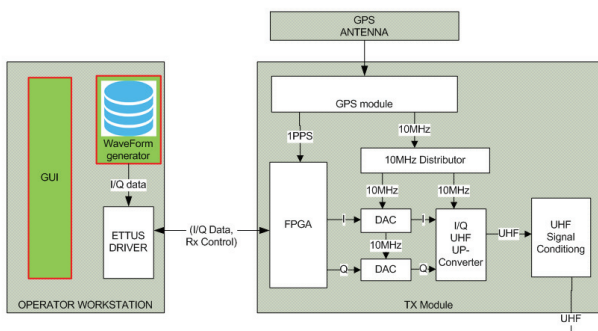 GPS
ANTENNA
GPS module
1PPS
10MHz
10MHz Distributor
10MHz
10MHz
WaveForm
generator
I/Q data
GUI
ETTUS
DRIVER
(I/Q Data,
Rx Control)
FPGA
I
DAC
I
10MHz
Q
DAC
Q
I/Q
UHF
UP-
Converter
UHF
UHF
Signal
Conditiong
OPERATOR WORKSTATION
TX Module
UHF